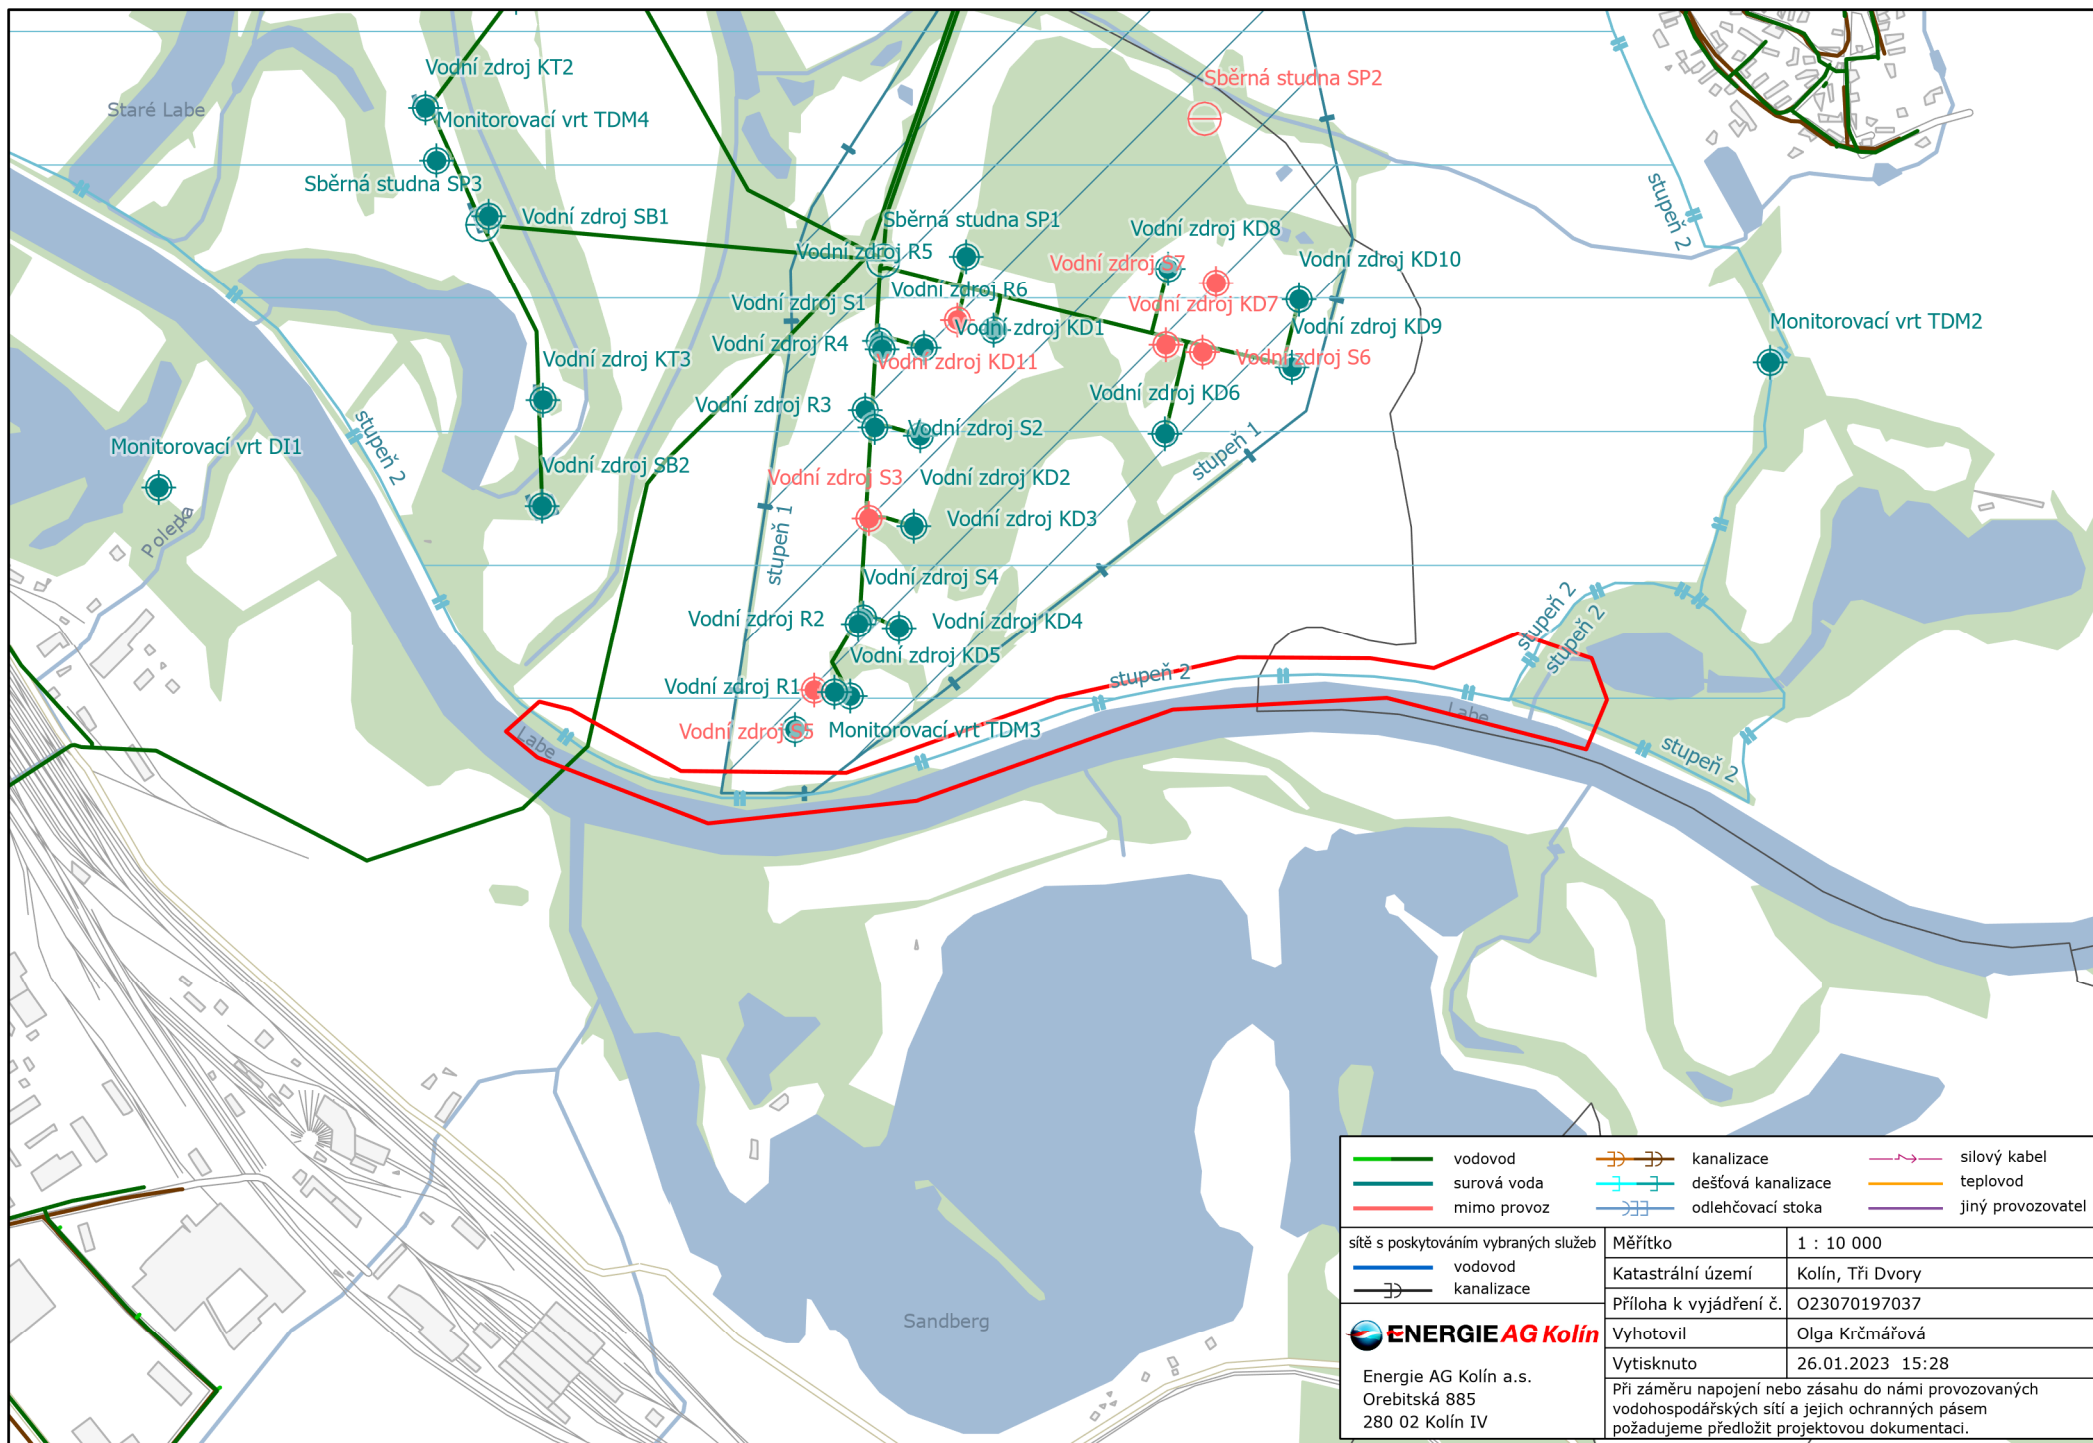 Vodní zdroj KT2
Sběrná studna SP2
Staré Labe
Monitorovací vrt TDM4
Sběrná studna SP3
Vodní zdroj SB1
Sběrná studna SP1
Vodní zdroj KD8
stupeň 2
Vodní zdroj R5
Vodní zdroj S7
Vodní zdroj KD10
Vodní zdroj R6
Vodní zdroj S1
Vodní zdroj KD7
Vodní zdroj KD1
Vodní zdroj KD9
Monitorovací vrt TDM2
Vodní zdroj R4
Vodní zdroj KD11
Vodní zdroj S6
Vodní zdroj KT3
Vodní zdroj KD6
Vodní zdroj R3
Vodní zdroj S2
stupeň 2
Monitorovací vrt DI1
stupeň 1
Vodní zdroj SB2
Vodní zdroj S3
Vodní zdroj KD2
Polepka
Vodní zdroj KD3
stupeň 1
Vodní zdroj S4
Vodní zdroj R2
Vodní zdroj KD4
stupeň 2
stupeň 2
Vodní zdroj KD5
Vodní zdroj R1
stupeň 2
Labe
Labe
Vodní zdroj S5
Monitorovací vrt TDM3
stupeň 2
Sandberg
vodovod
surová voda
mimo provoz
kanalizace
dešťová kanalizace
odlehčovací stoka
silový kabel
teplovod
jiný provozovatel
sítě s poskytováním vybraných služeb
vodovod
kanalizace
Měřítko 1 : 10 000
Katastrální území Kolín, Tři Dvory
Příloha k vyjádření č. O23070197037
Vyhotovil Olga Krčmářová
Vytisknuto 26.01.2023 15:28
ENERGIE AG Kolín
Energie AG Kolín a.s.
Orebitská 885
280 02 Kolín IV
Při záměru napojení nebo zásahu do námi provozovaných
vodohospodářských sítí a jejich ochranných pásem
požadujeme předložit projektovou dokumentaci.